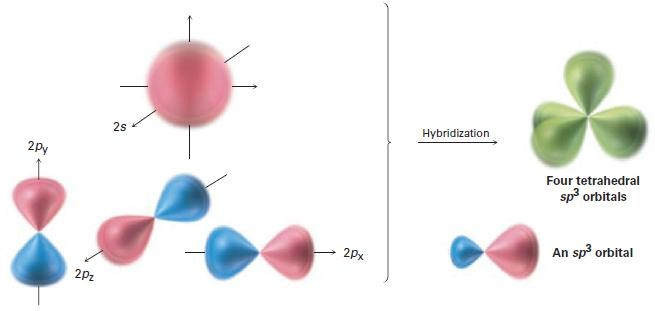 2s
2py
2pz
2px
Hybridization
Four tetrahedral
sp³ orbitals
An sp³ orbital